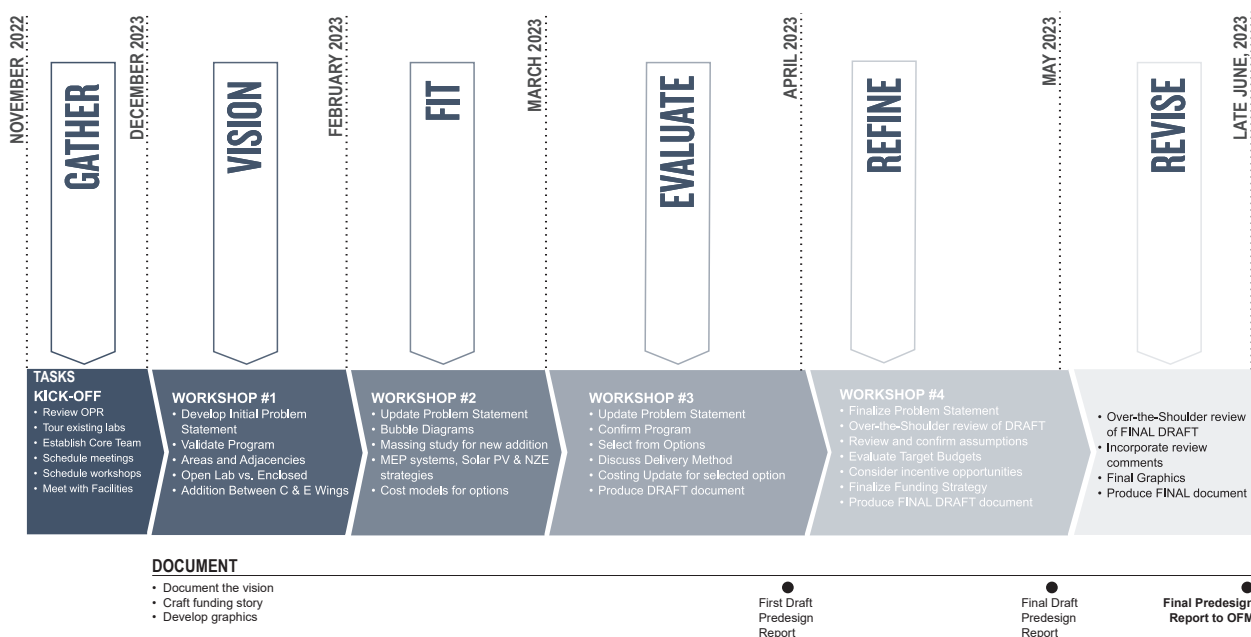 NOVEMBER 2022
DECEMBER 2023
FEBRUARY 2023
MARCH 2023
APRIL 2023
MAY 2023
LATE JUNE, 2023
GATHER
VISION
FIT
EVALUATE
REFINE
REVISE
TASKS
KICK-OFF
• Review OPR
• Tour existing labs
• Establish Core Team
• Schedule meetings
• Schedule workshops
• Meet with Facilities
WORKSHOP #1
• Develop Initial Problem
Statement
• Validate Program
• Areas and Adjacencies
• Open Lab vs. Enclosed
• Addition Between C & E Wings
WORKSHOP #2
• Update Problem Statement
• Bubble Diagrams
• Massing study for new addition
• MEP systems, Solar PV & NZE
strategies
• Cost models for options
WORKSHOP #3
• Update Problem Statement
• Confirm Program
• Select from Options
• Discuss Delivery Method
• Costing Update for selected option
• Produce DRAFT document
WORKSHOP #4
• Finalize Problem Statement
• Over-the-Shoulder review of DRAFT
• Review and confirm assumptions
• Evaluate Target Budgets
• Consider incentive opportunities
• Finalize Funding Strategy
• Produce FINAL DRAFT document
• Over-the-Shoulder review
of FINAL DRAFT
• Incorporate review
comments
• Final Graphics
• Produce FINAL document
DOCUMENT
• Document the vision
• Craft funding story
• Develop graphics
First Draft
Predesign
Report
Final Draft
Predesign
Report
Final Predesign
Report to OFM